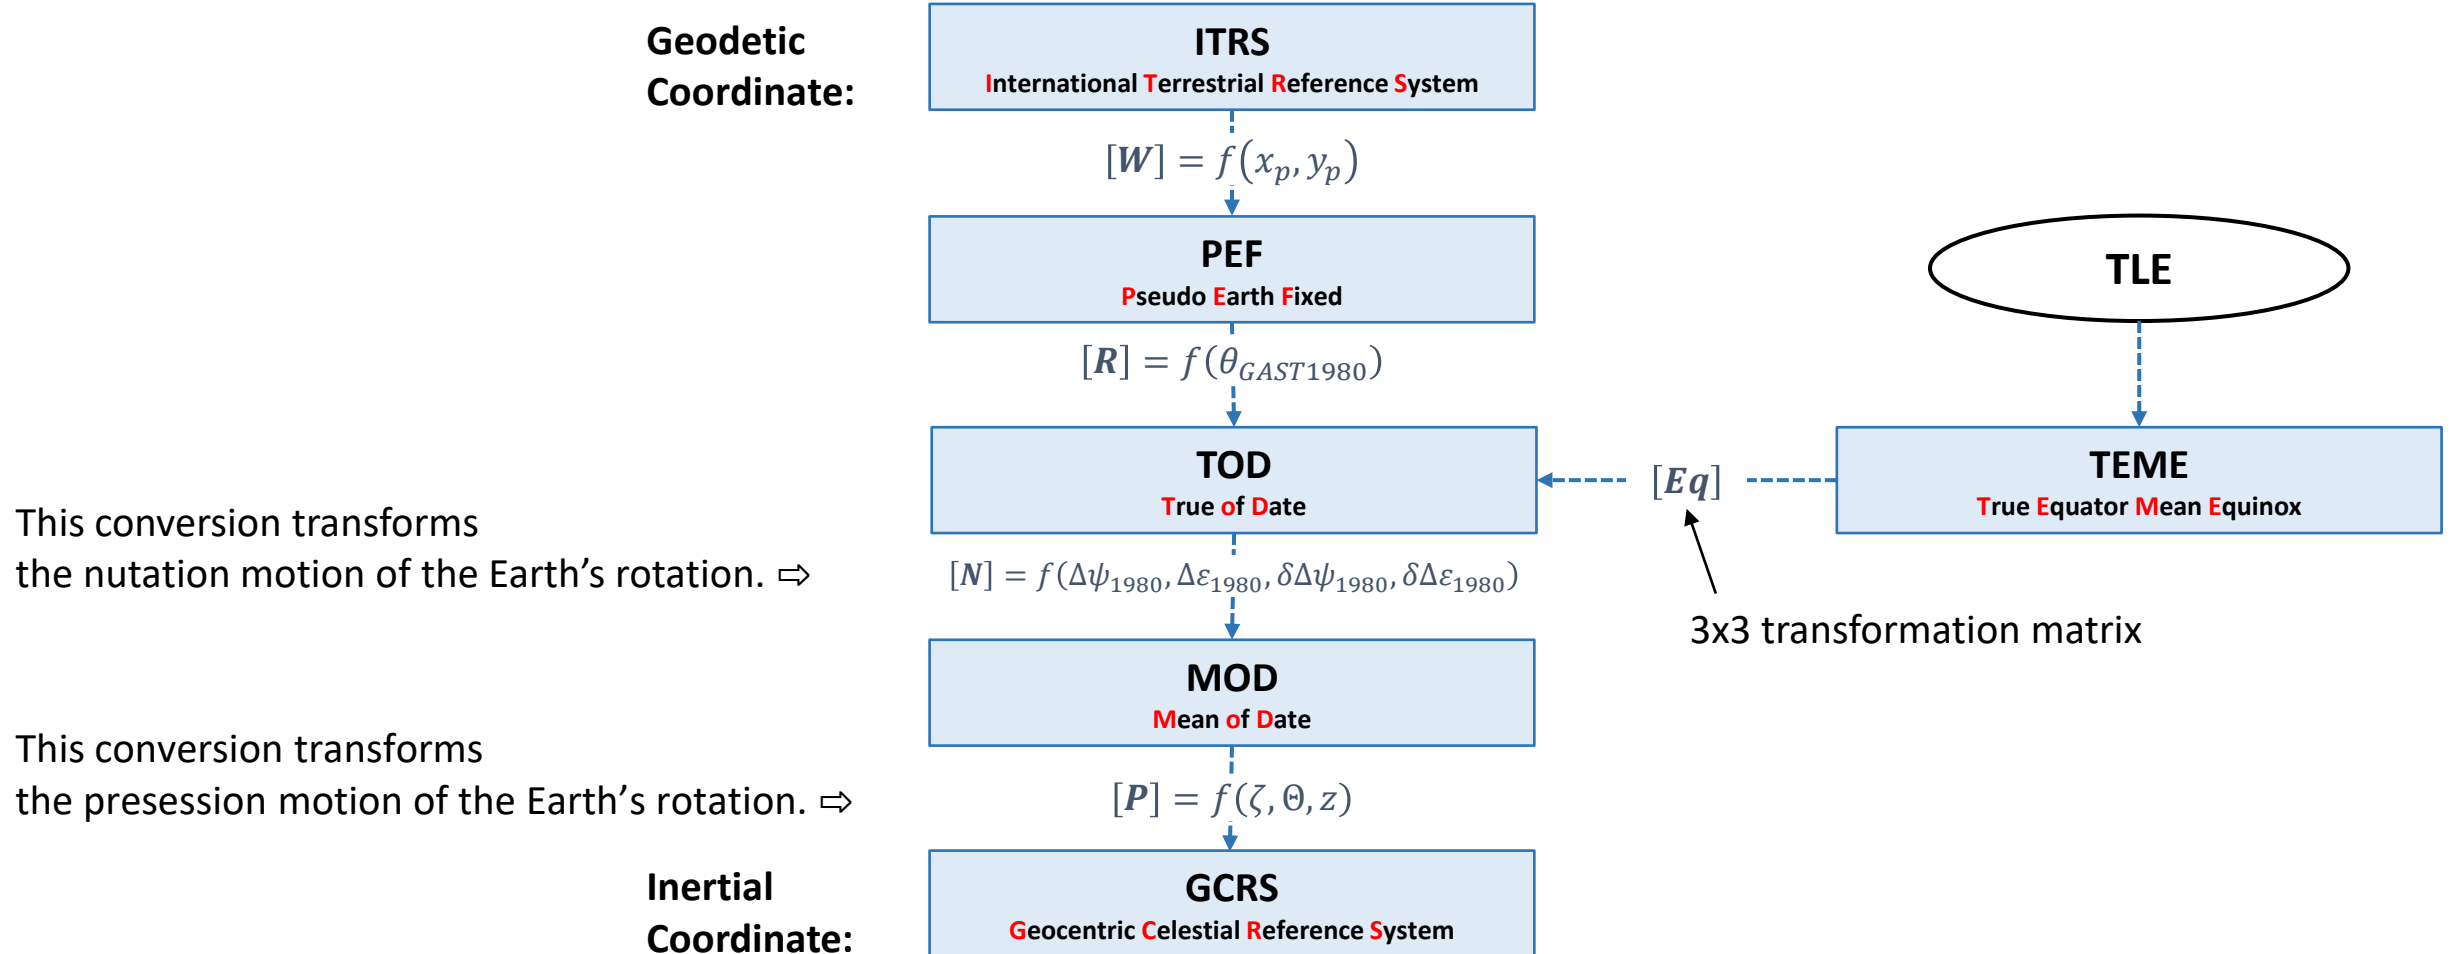 Geodetic
Coordinate:
ITRS
International Terrestrial Reference System
[W] = f(xₚ, yₚ)
PEF
Pseudo Earth Fixed
TLE
[R] = f(θ_GAST1980)
TOD
True of Date
[Eq]
TEME
True Equator Mean Equinox
This conversion transforms
the nutation motion of the Earth’s rotation. ⇨
[N] = f(Δψ₁₉₈₀, Δε₁₉₈₀, δΔψ₁₉₈₀, δΔε₁₉₈₀)
3x3 transformation matrix
MOD
Mean of Date
This conversion transforms
the presession motion of the Earth’s rotation. ⇨
[P] = f(ζ, Θ, z)
Inertial
Coordinate:
GCRS
Geocentric Celestial Reference System